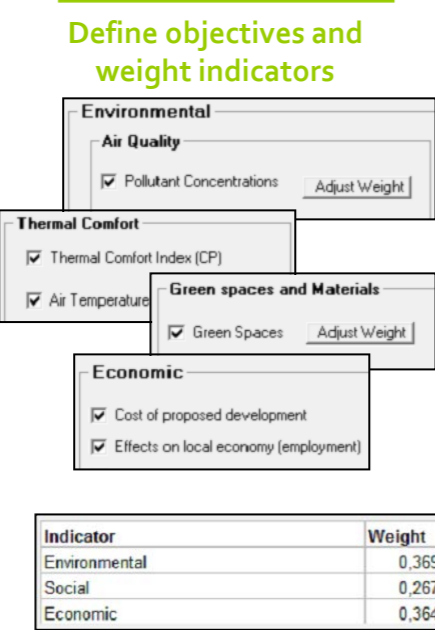 Define objectives and
weight indicators
Environmental
Air Quality
Pollutant Concentrations Adjust Weight
Thermal Comfort
Thermal Comfort Index (CP)
Air Temperature
Green spaces and Materials
Green Spaces Adjust Weight
Economic
Cost of proposed development
Effects on local economy (employment)
Indicator Weight
Environmental 0,369
Social 0,267
Economic 0,364